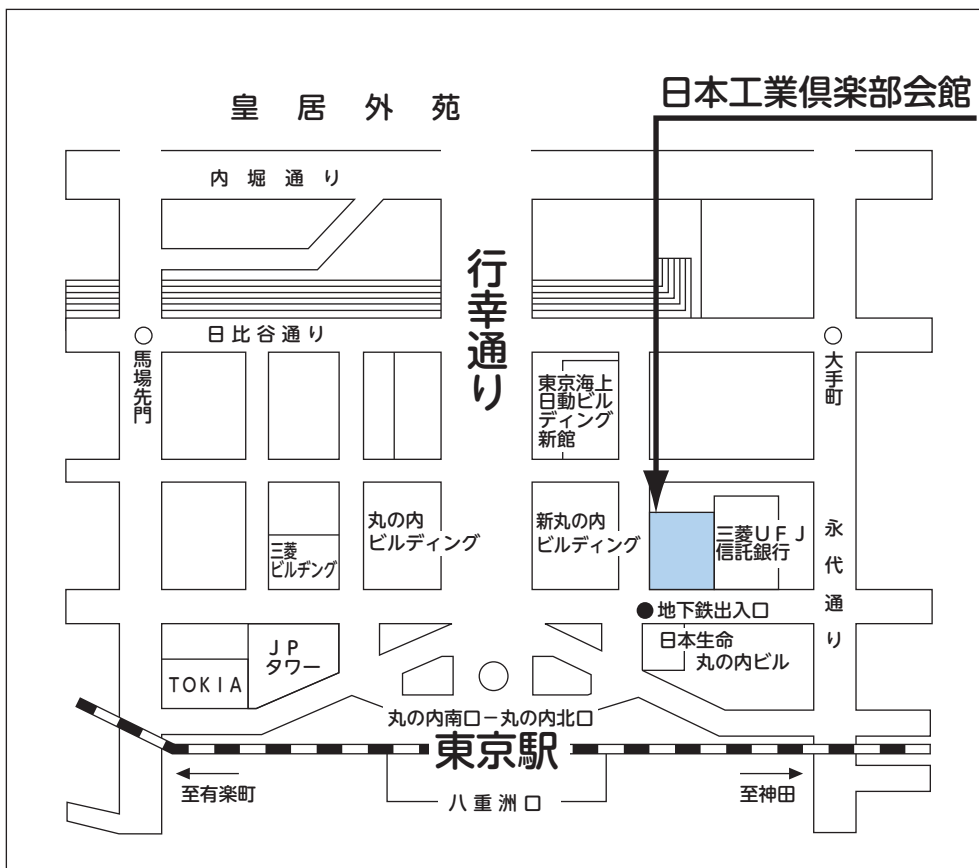 皇居外苑
日本工業倶楽部会館
内堀通り
行幸通り
日比谷通り
馬場先門
大手町
東京海上
日動ビル
ディング
新館
丸の内
ビルディング
新丸の内
ビルディング
三菱UFJ
信託銀行
三菱
ビルヂング
永代通り
地下鉄出入口
日本生命
丸の内ビル
JP
タワー
TOKIA
丸の内南口-丸の内北口
東京駅
至有楽町
八重洲口
至神田